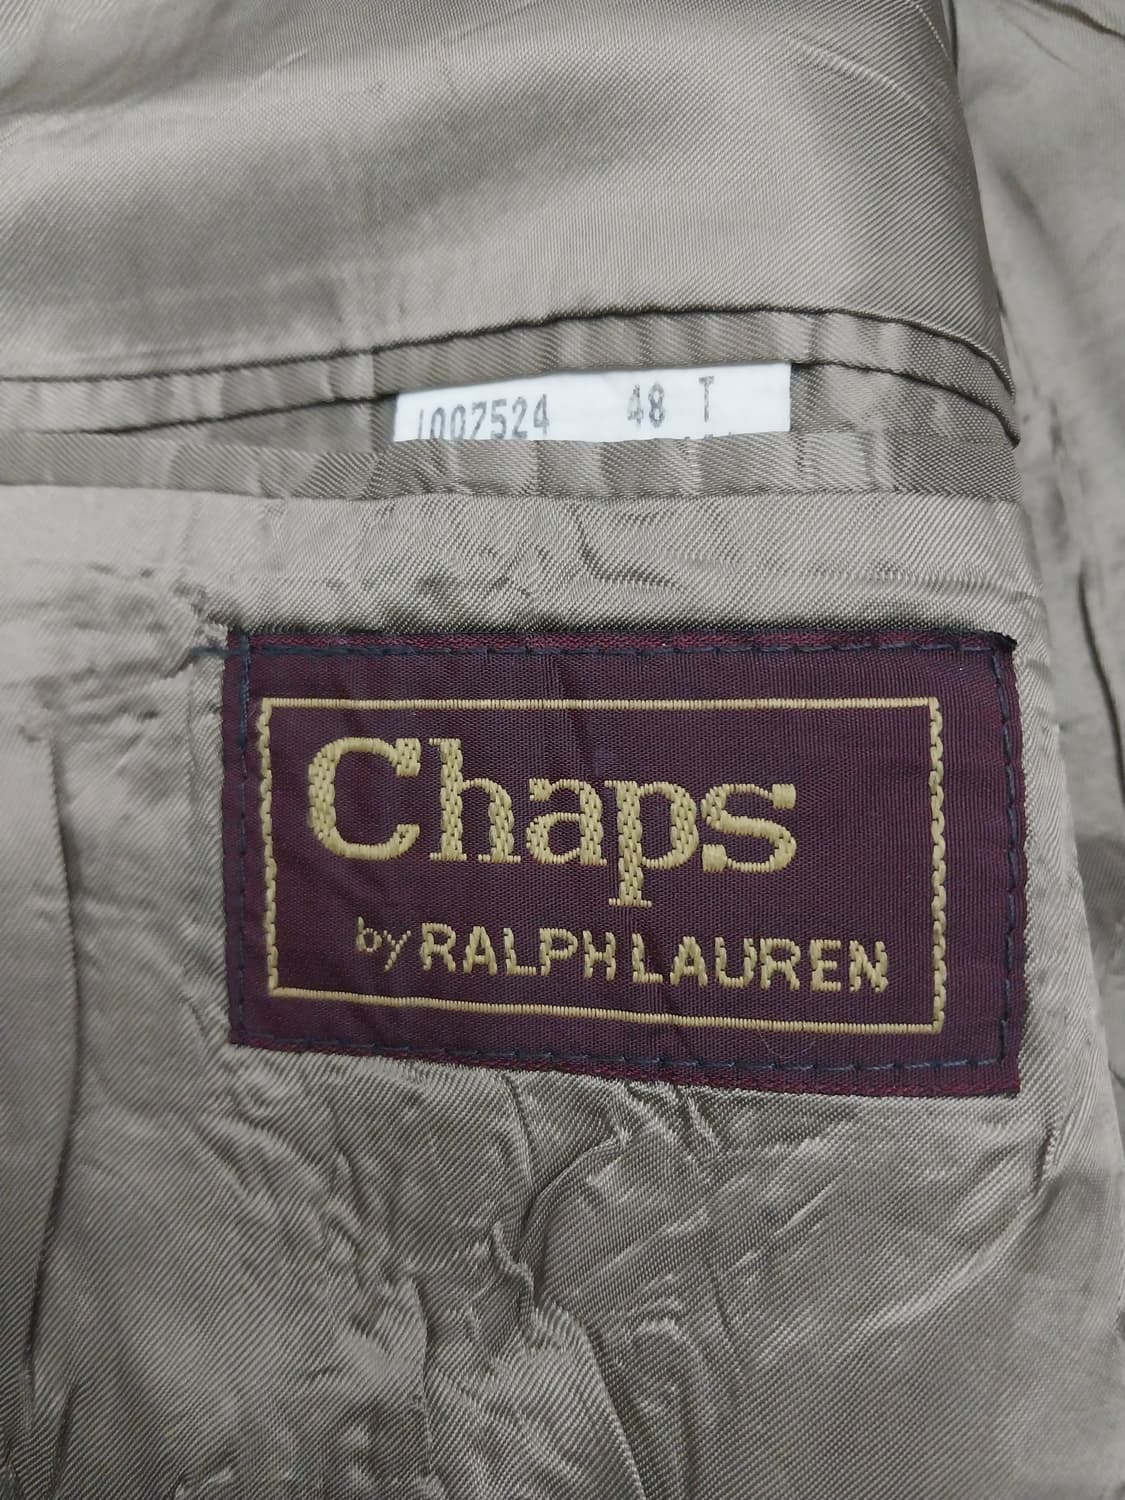 1007524 48 T
Chaps
by RALPH LAUREN